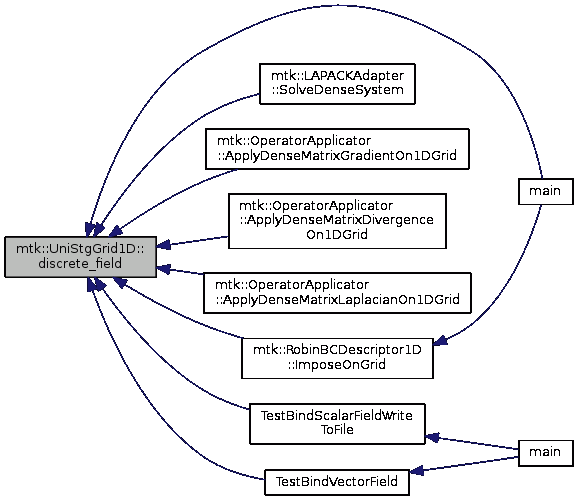 mtk::LAPACKAdapter
::SolveDenseSystem
mtk::OperatorApplicator
::ApplyDenseMatrixGradientOn1DGrid
main
mtk::OperatorApplicator
::ApplyDenseMatrixDivergence
On1DGrid
mtk::UniStgGrid1D::
discrete_field
mtk::OperatorApplicator
::ApplyDenseMatrixLaplacianOn1DGrid
mtk::RobinBCDescriptor1D
::ImposeOnGrid
TestBindScalarFieldWrite
ToFile
main
TestBindVectorField